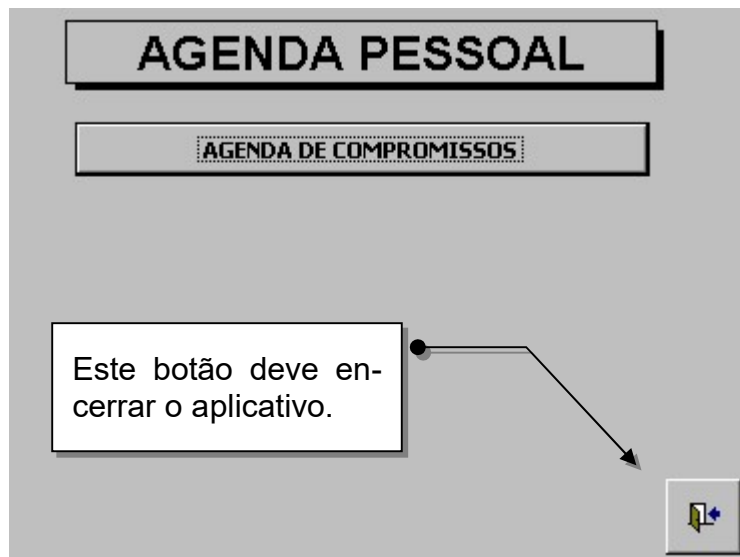 AGENDA PESSOAL
AGENDA DE COMPROMISSOS
Este botão deve en-
cerrar o aplicativo.